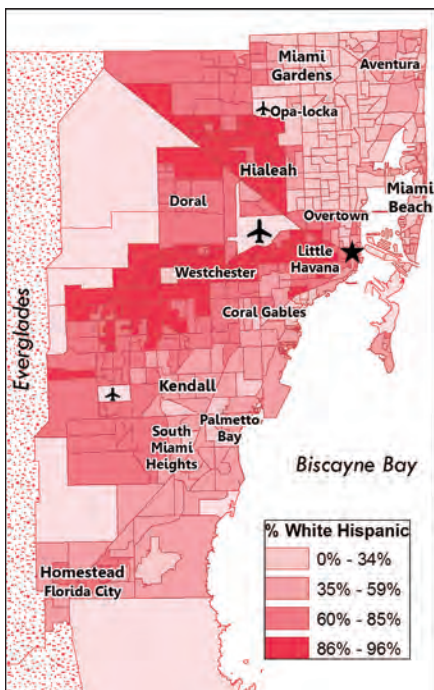 Miami
Gardens
Aventura
Opa-locka
Hialeah
Miami
Beach
Doral
Overtown
Little
Havana
Westchester
Coral Gables
Everglades
Kendall
Palmetto
Bay
South
Miami
Heights
Biscayne Bay
Homestead
Florida City
% White Hispanic
0% - 34%
35% - 59%
60% - 85%
86% - 96%